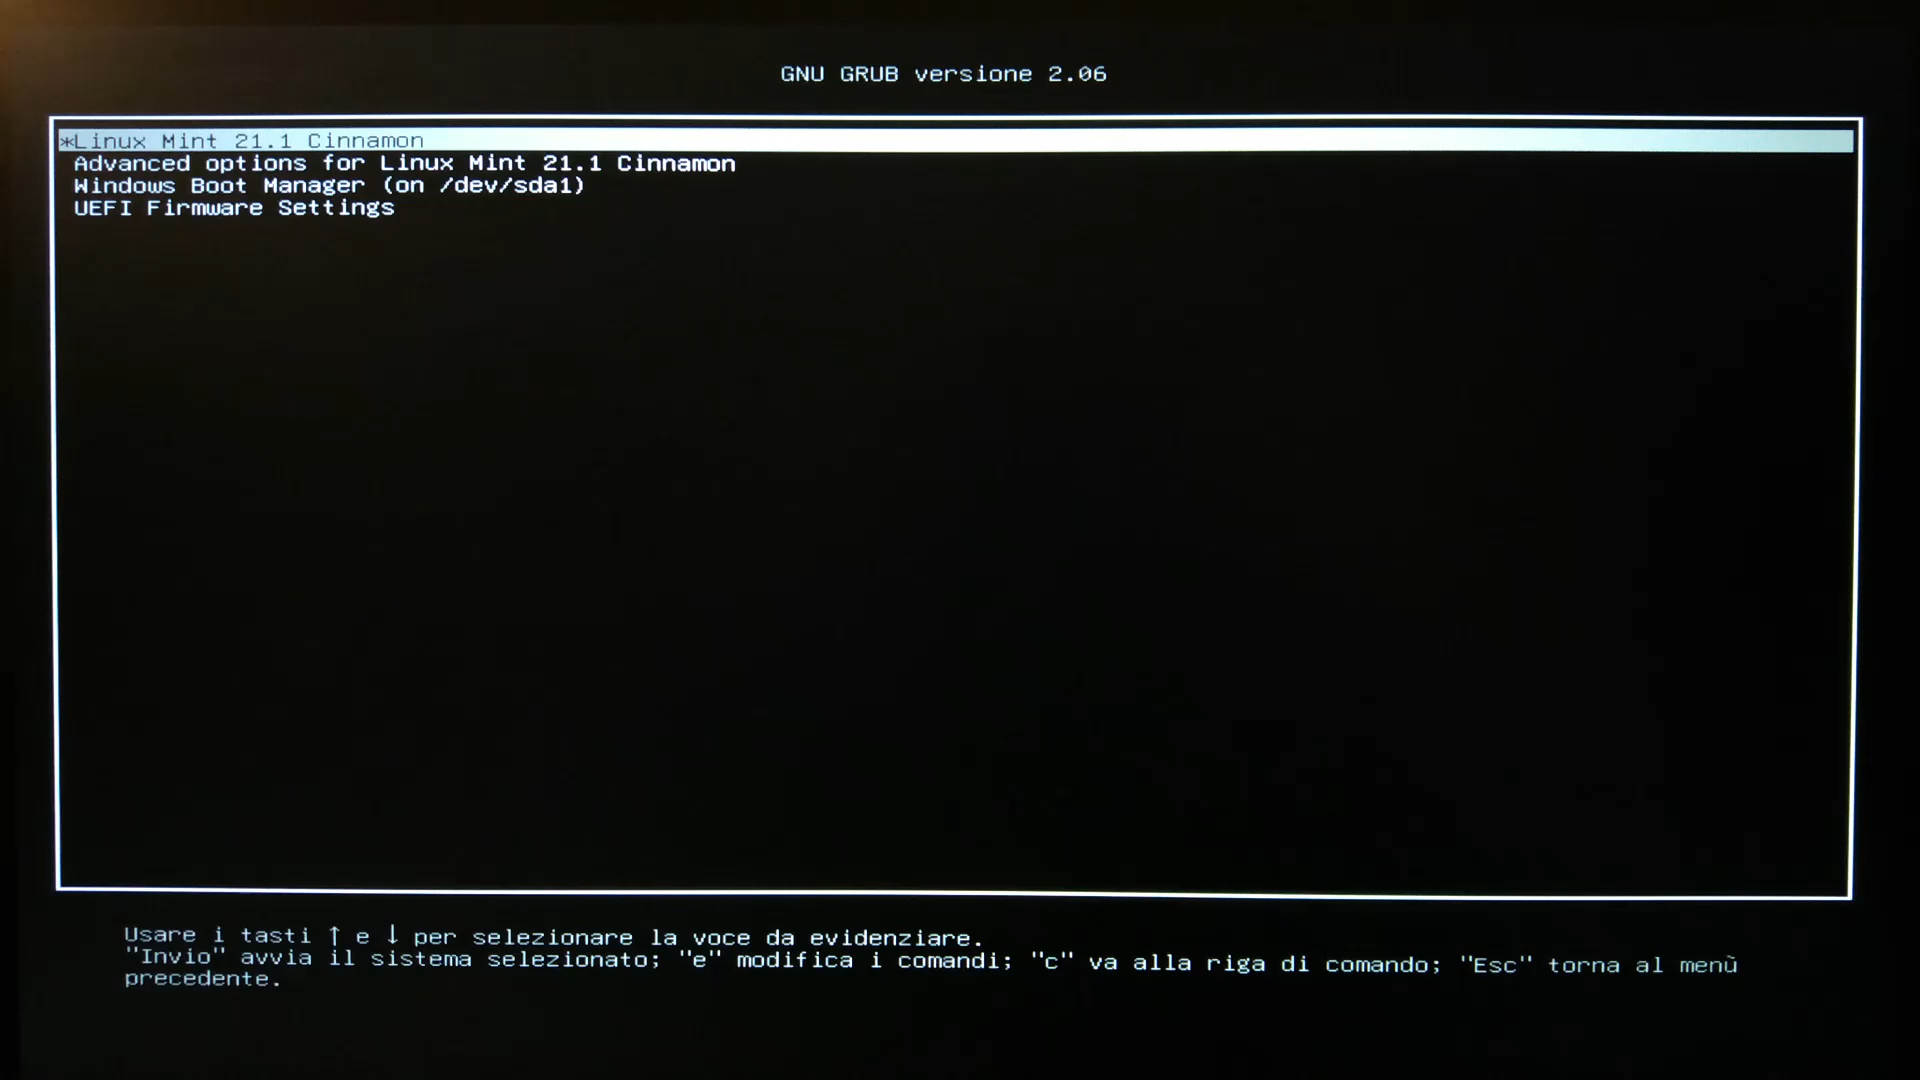 GNU GRUB versione 2.06
*Linux Mint 21.1 Cinnamon
Advanced options for Linux Mint 21.1 Cinnamon
Windows Boot Manager (on /dev/sda1)
UEFI Firmware Settings
Usare i tasti ↑ e ↓ per selezionare la voce da evidenziare.
"Invio" avvia il sistema selezionato; "e" modifica i comandi; "c" va alla riga di comando; "Esc" torna al menù
precedente.